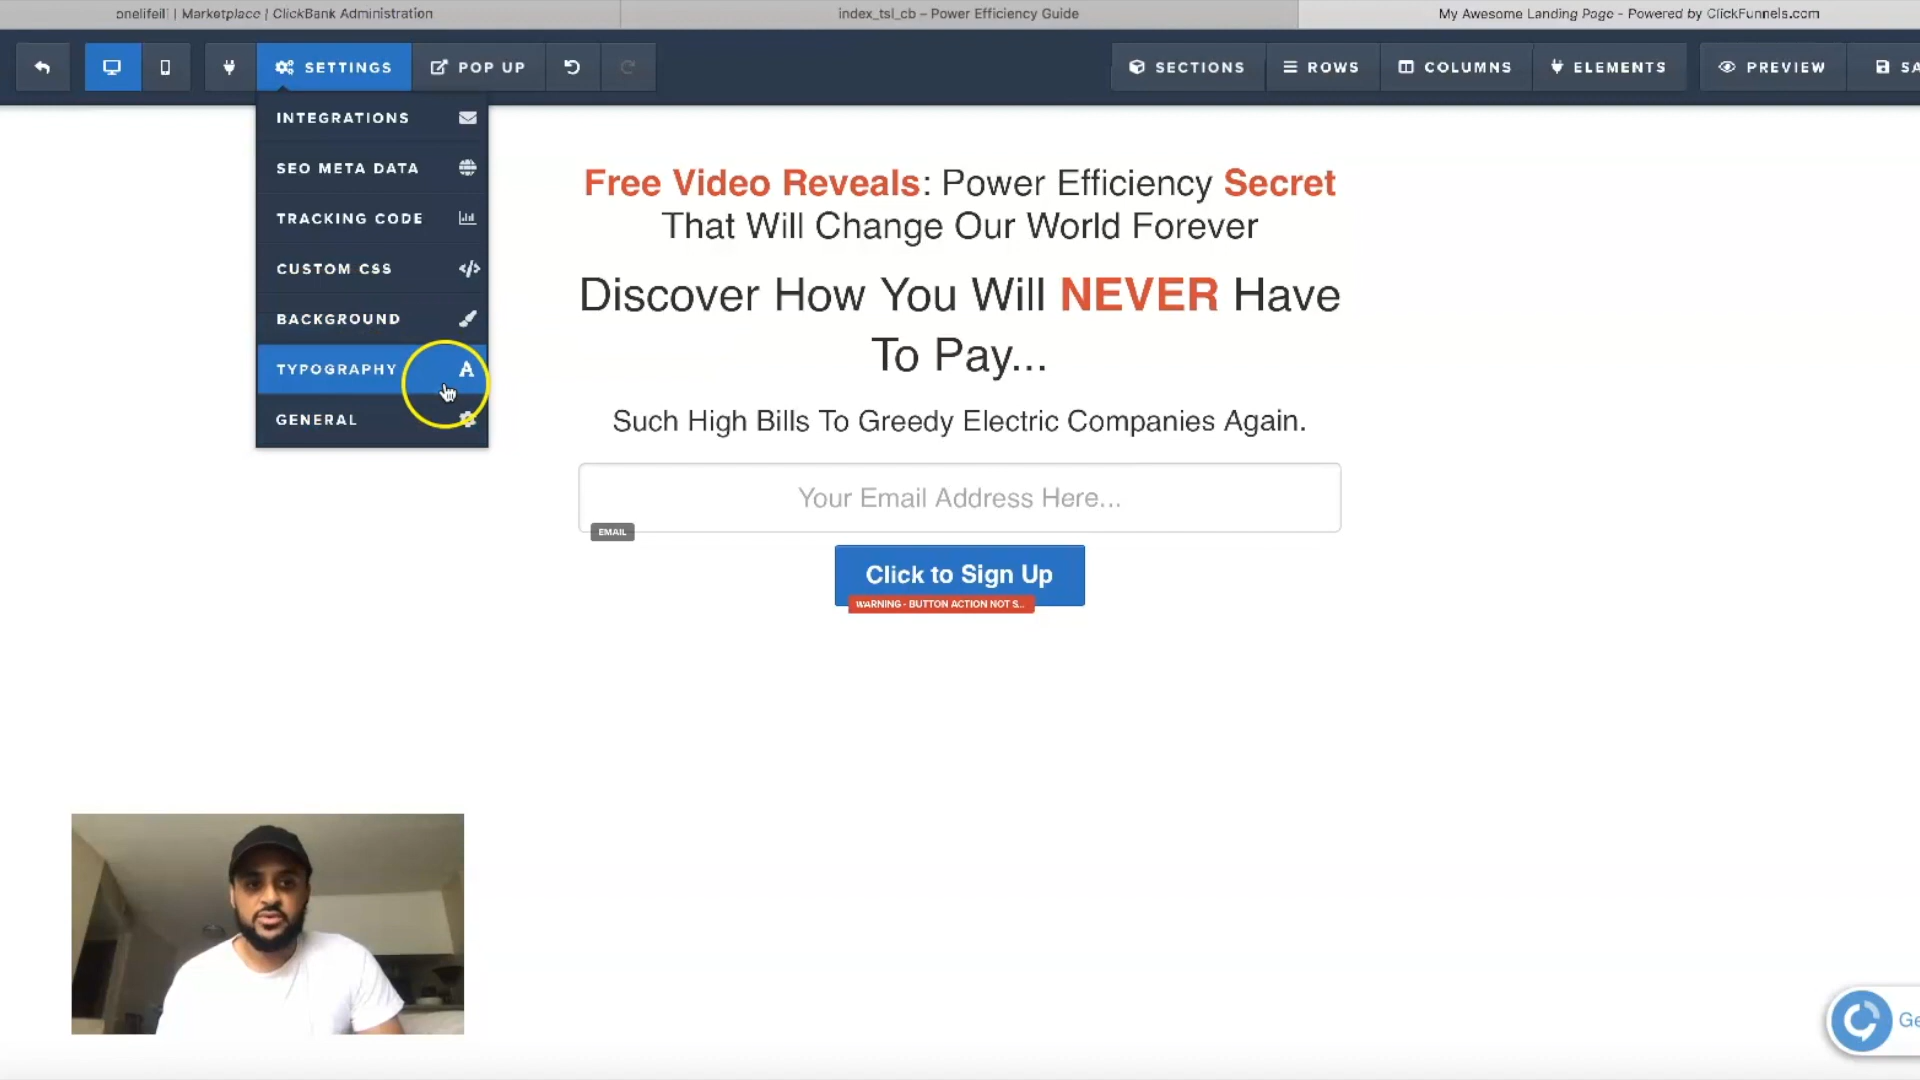 onelifeili | Marketplace | ClickBank Administration
index_tsl_cb – Power Efficiency Guide
My Awesome Landing Page - Powered by ClickFunnels.com
SETTINGS
POP UP
SECTIONS
ROWS
COLUMNS
ELEMENTS
PREVIEW
SA
INTEGRATIONS
SEO META DATA
TRACKING CODE
CUSTOM CSS
BACKGROUND
TYPOGRAPHY
GENERAL
Free Video Reveals: Power Efficiency Secret
That Will Change Our World Forever
Discover How You Will NEVER Have
To Pay...
Such High Bills To Greedy Electric Companies Again.
Your Email Address Here...
EMAIL
Click to Sign Up
WARNING - BUTTON ACTION NOT S...
Ge